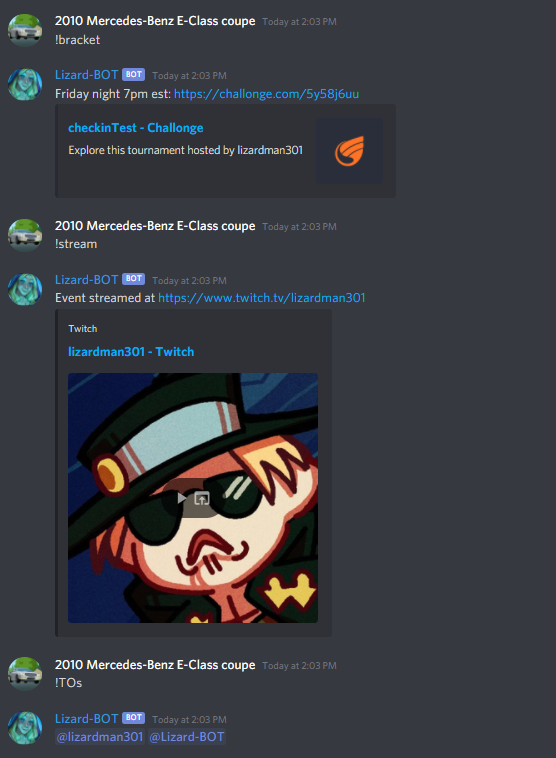 2010 Mercedes-Benz E-Class coupe Today at 2:03 PM
!bracket
Lizard-BOT BOT Today at 2:03 PM
Friday night 7pm est: https://challonge.com/5y58j6uu
checkinTest - Challonge
Explore this tournament hosted by lizardman301
2010 Mercedes-Benz E-Class coupe Today at 2:03 PM
!stream
Lizard-BOT BOT Today at 2:03 PM
Event streamed at https://www.twitch.tv/lizardman301
Twitch
lizardman301 - Twitch
2010 Mercedes-Benz E-Class coupe Today at 2:03 PM
!TOs
Lizard-BOT BOT Today at 2:03 PM
@lizardman301 @Lizard-BOT